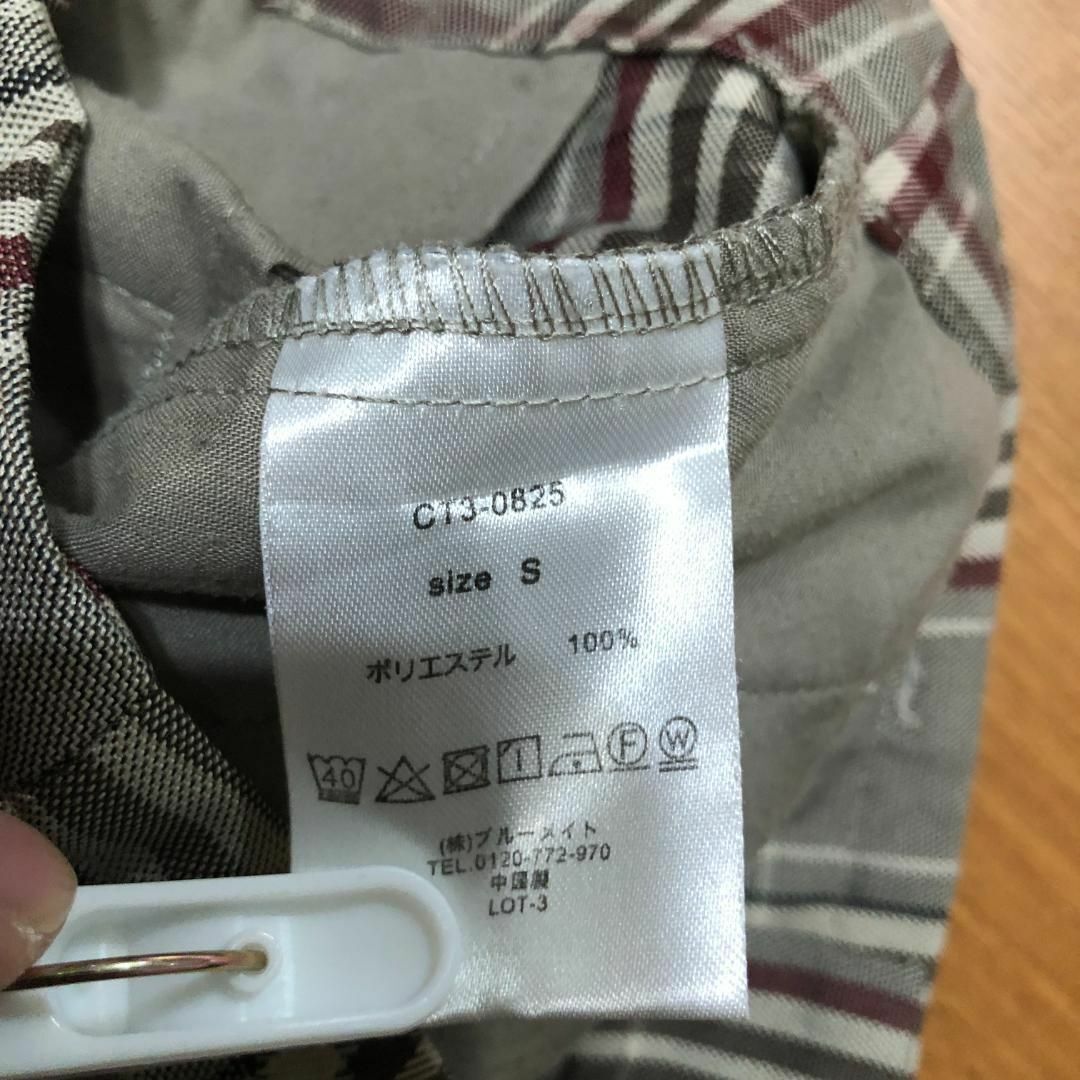 CT3-0825
size S
ポリエステル 100%
40 F W
(株)ブルーメイト
TEL.0120-772-970
中国製
LOT-3